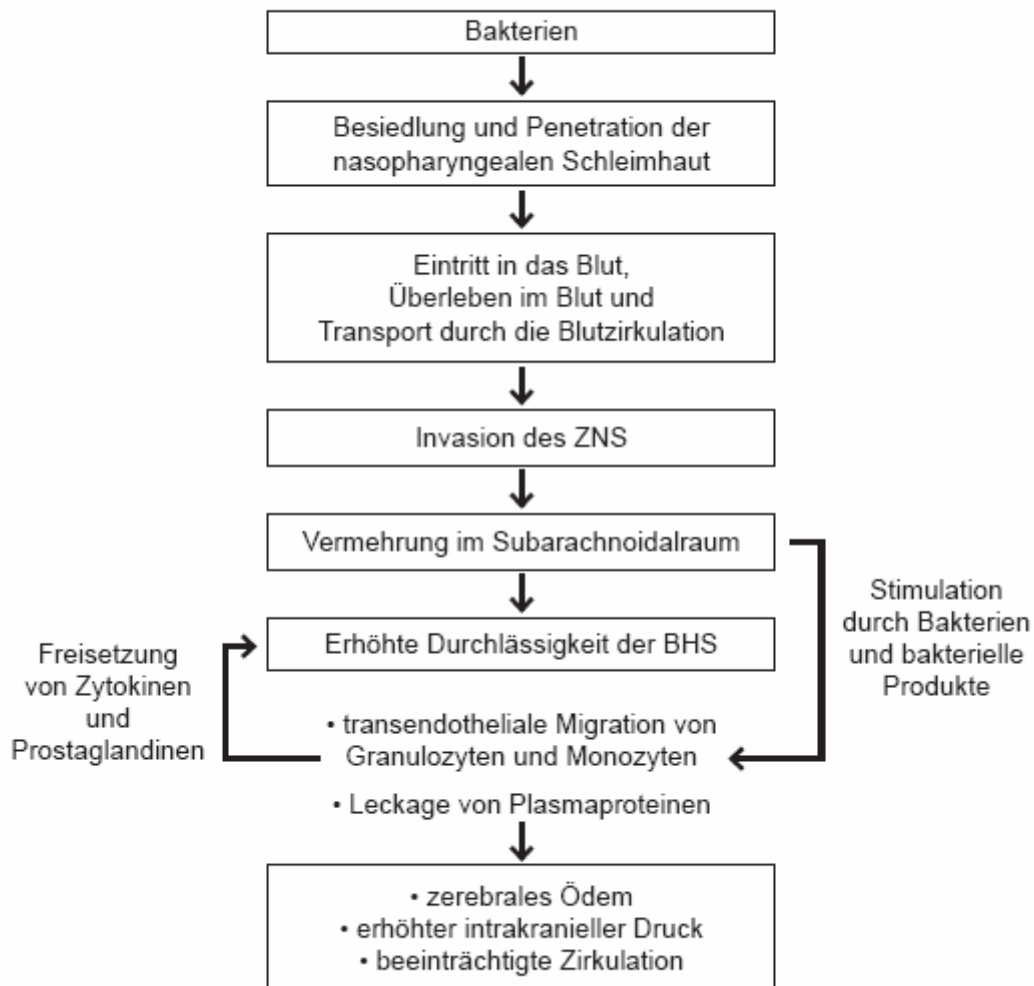 Bakterien
Besiedlung und Penetration der
nasopharyngealen Schleimhaut
Eintritt in das Blut,
Überleben im Blut und
Transport durch die Blutzirkulation
Invasion des ZNS
Vermehrung im Subarachnoidalraum
Stimulation
durch Bakterien
und bakterielle
Produkte
Erhöhte Durchlässigkeit der BHS
Freisetzung
von Zytokinen
und
Prostaglandinen
• transendotheliale Migration von
Granulozyten und Monozyten
• Leckage von Plasmaproteinen
• zerebrales Ödem
• erhöhter intrakranieller Druck
• beeinträchtigte Zirkulation